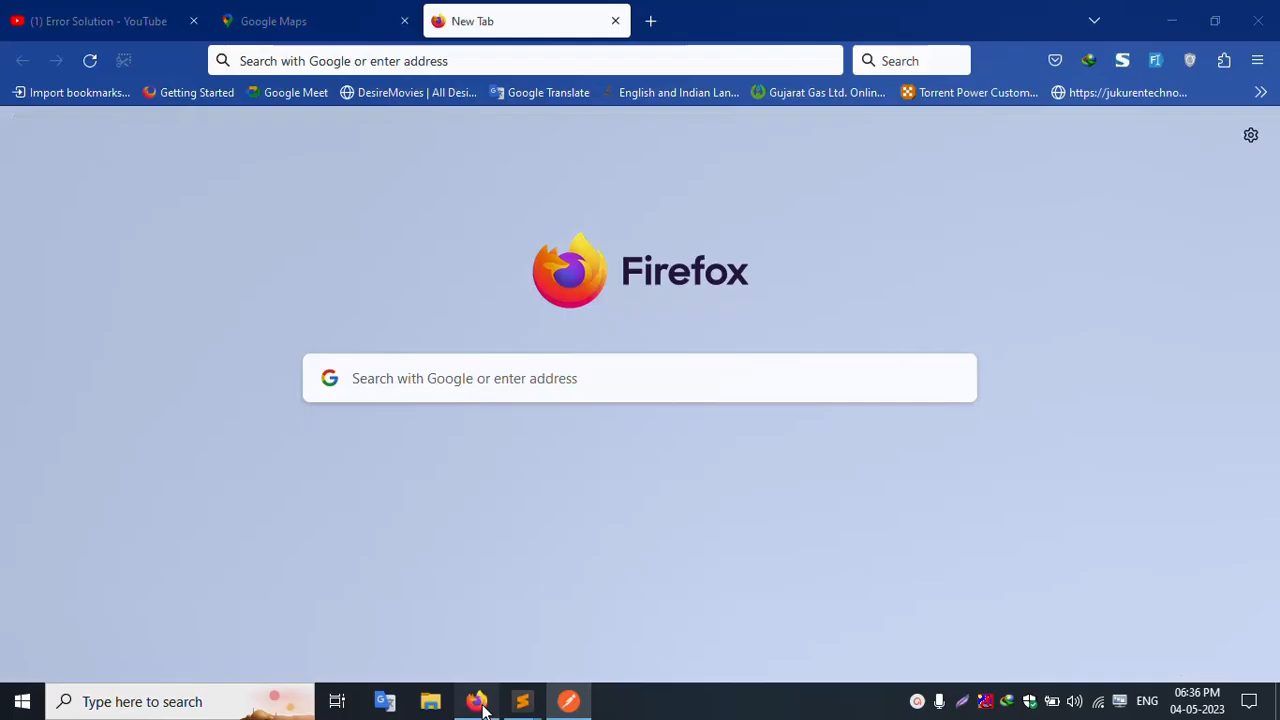 (1) Error Solution - YouTube
Google Maps
New Tab
Search with Google or enter address
Search
Import bookmarks...
Getting Started
Google Meet
DesireMovies | All Desi...
Google Translate
English and Indian Lan...
Gujarat Gas Ltd. Onlin...
Torrent Power Custom...
https://jukurentechno...
Firefox
Search with Google or enter address
Type here to search
ENG
06:36 PM
04-05-2023